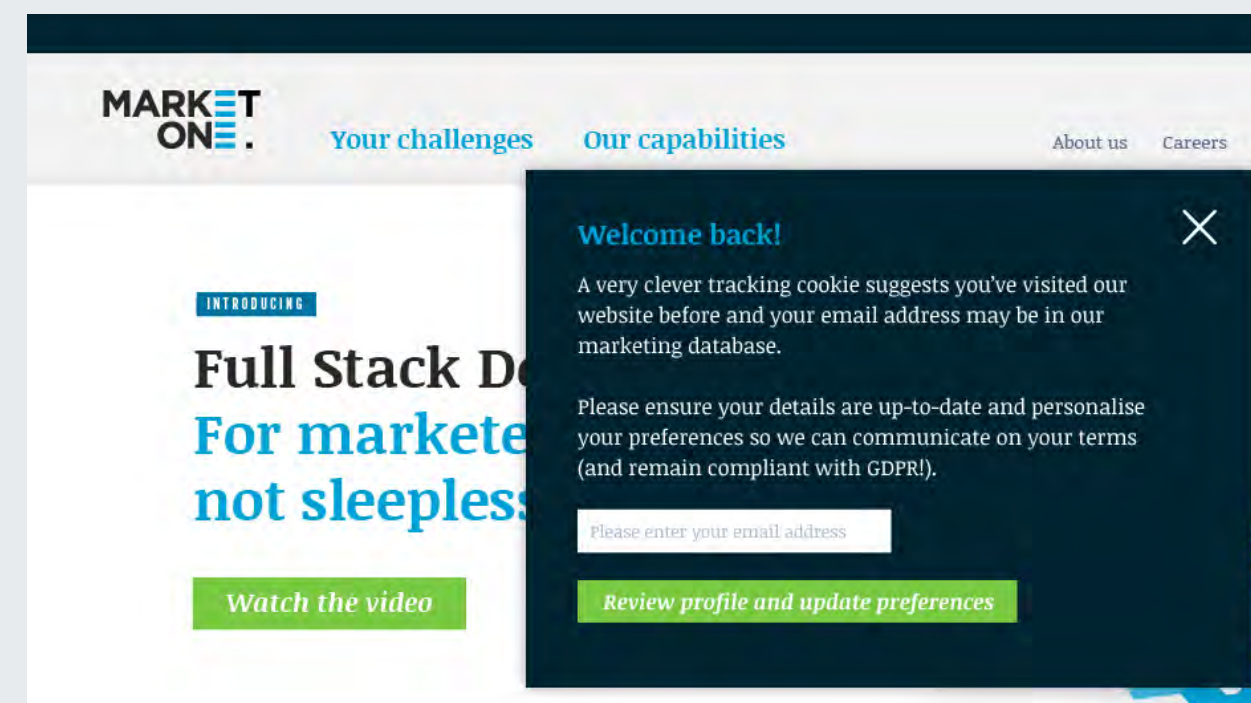 MARKET
ONE.
Your challenges
Our capabilities
About us
Careers
INTRODUCING
Full Stack
For
not
Watch the video
Welcome back!
A very clever tracking cookie suggests you’ve visited our
website before and your email address may be in our
marketing database.
Please ensure your details are up-to-date and personalise
your preferences so we can communicate on your terms
(and remain compliant with GDPR!).
Please enter your email address
Review profile and update preferences